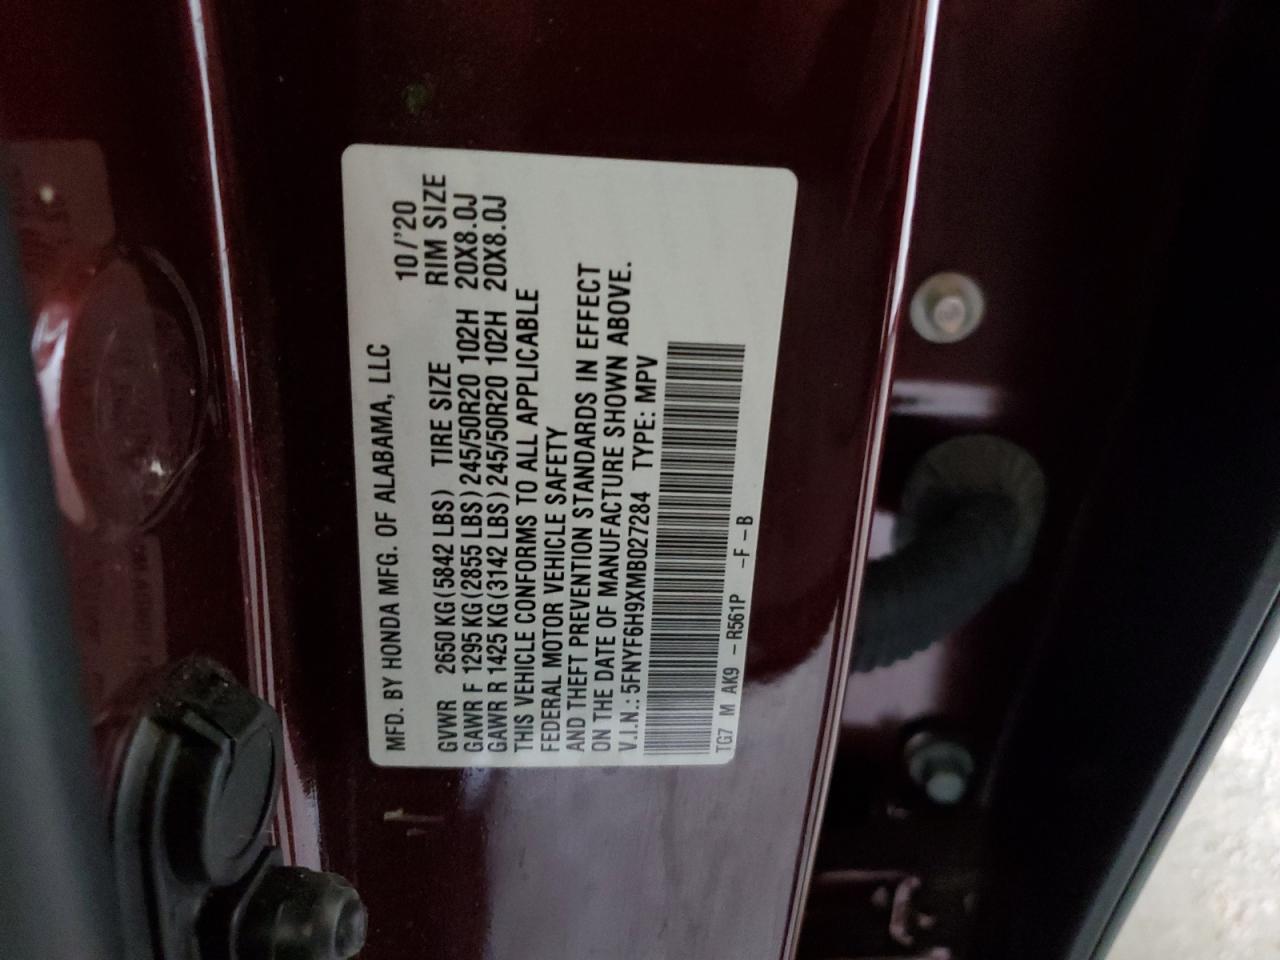 MFD. BY HONDA MFG. OF ALABAMA, LLC 10/'20
GVWR 2650 KG (5842 LBS) TIRE SIZE RIM SIZE
GAWR F 1295 KG (2855 LBS) 245/50R20 102H 20X8.0J
GAWR R 1425 KG (3142 LBS) 245/50R20 102H 20X8.0J
THIS VEHICLE CONFORMS TO ALL APPLICABLE
FEDERAL MOTOR VEHICLE SAFETY
AND THEFT PREVENTION STANDARDS IN EFFECT
ON THE DATE OF MANUFACTURE SHOWN ABOVE.
V.I.N.: 5FNYF6H9XMB027284 TYPE: MPV
TG7 M AK9 -R561P -F-B